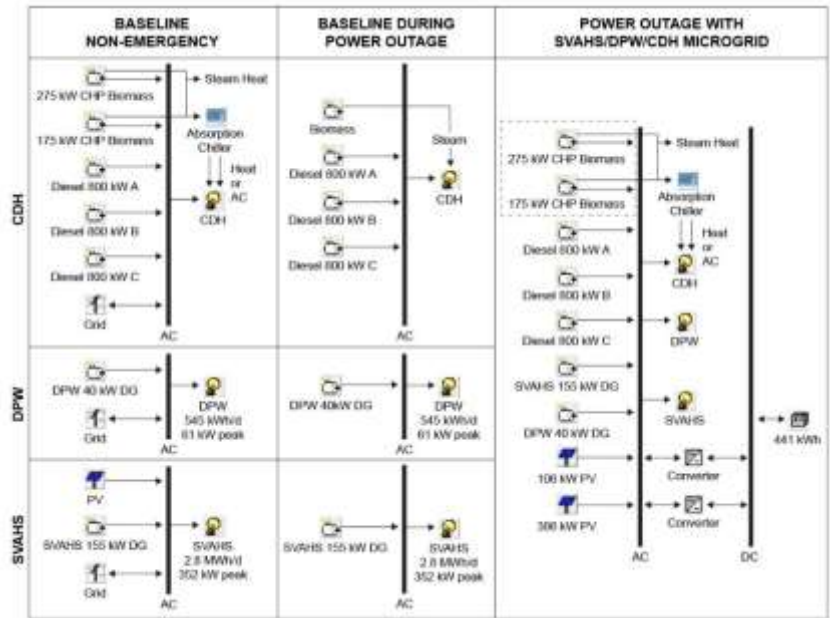 BASELINE
NON-EMERGENCY
BASELINE DURING
POWER OUTAGE
POWER OUTAGE WITH
SVAHS/DPW/CDH MICROGRID
CDH
275 kW CHP Biomass
Steam Heat
175 kW CHP Biomass
Absorption
Chiller
Diesel 800 kW A
Heat
or
AC
Diesel 800 kW B
CDH
Diesel 800 kW C
Grid
AC
Biomass
Steam
Diesel 800 kW A
CDH
Diesel 800 kW B
Diesel 800 kW C
AC
275 kW CHP Biomass
Steam Heat
175 kW CHP Biomass
Absorption
Chiller
Diesel 800 kW A
Heat
or
AC
Diesel 800 kW B
CDH
Diesel 800 kW C
DPW
SVAHS 155 kW DG
SVAHS
DPW 40 kW DG
441 kWh
106 kW PV
Converter
386 kW PV
Converter
AC
DC
DPW
DPW 40 kW DG
DPW
545 kWh/d
61 kW peak
Grid
AC
DPW 40kW DG
DPW
545 kWh/d
61 kW peak
AC
SVAHS
PV
SVAHS 155 kW DG
SVAHS
2.8 MWh/d
352 kW peak
Grid
AC
SVAHS 155 kW DG
SVAHS
2.8 MWh/d
352 kW peak
AC